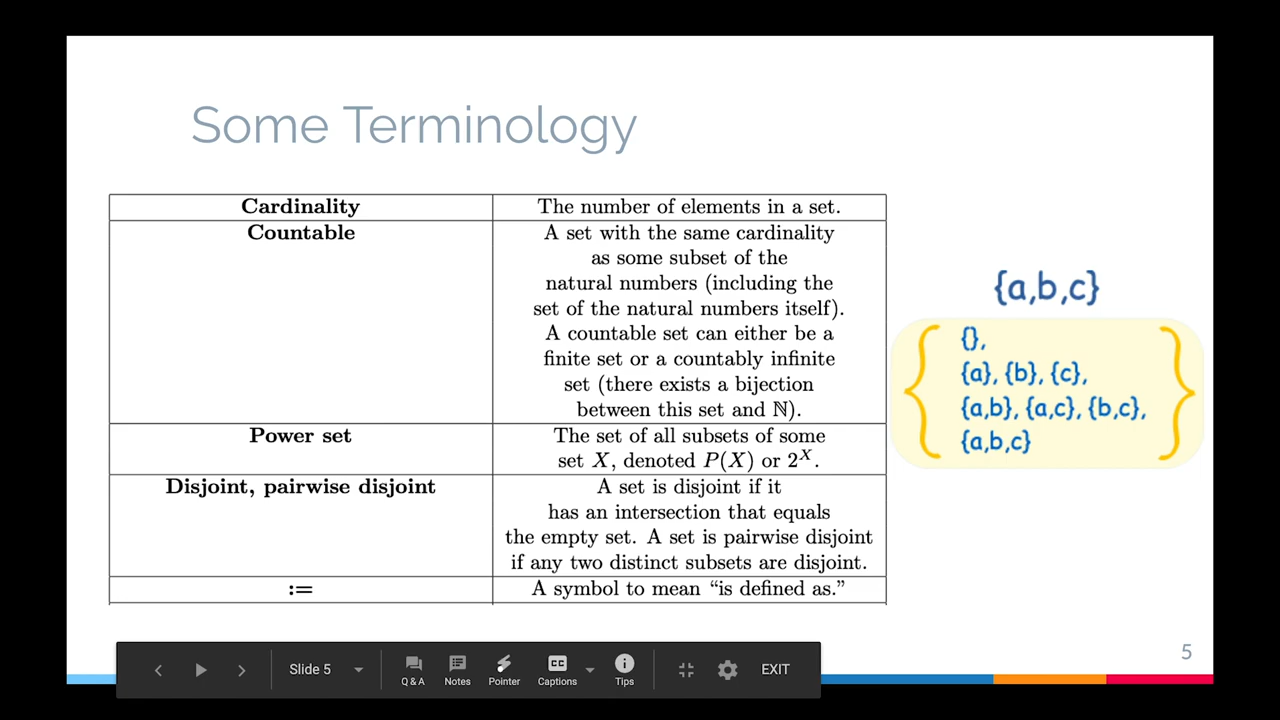 Some Terminology
Cardinality
The number of elements in a set.
Countable
A set with the same cardinality
as some subset of the
natural numbers (including the
set of the natural numbers itself).
A countable set can either be a
finite set or a countably infinite
set (there exists a bijection
between this set and ℕ).
Power set
The set of all subsets of some
set X, denoted P(X) or 2^X.
Disjoint, pairwise disjoint
A set is disjoint if it
has an intersection that equals
the empty set. A set is pairwise disjoint
if any two distinct subsets are disjoint.
:=
A symbol to mean “is defined as.”
{a,b,c}
{},
{a}, {b}, {c},
{a,b}, {a,c}, {b,c},
{a,b,c}
5
Slide 5
Q & A
Notes
Pointer
CC
Captions
Tips
EXIT